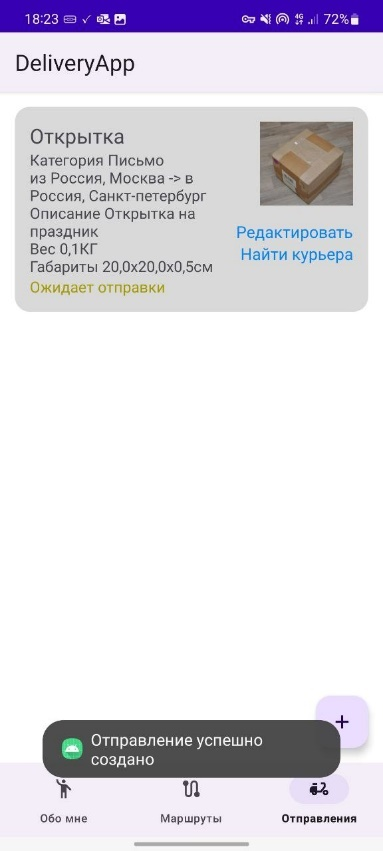 18:23
4G
72%
DeliveryApp
Открытка
Категория Письмо
из Россия, Москва -> в
Россия, Санкт-петербург
Описание Открытка на
праздник
Вес 0,1КГ
Габариты 20,0x20,0x0,5см
Ожидает отправки
Редактировать
Найти курьера
+
Отправление успешно
создано
Обо мне
Маршруты
Отправления